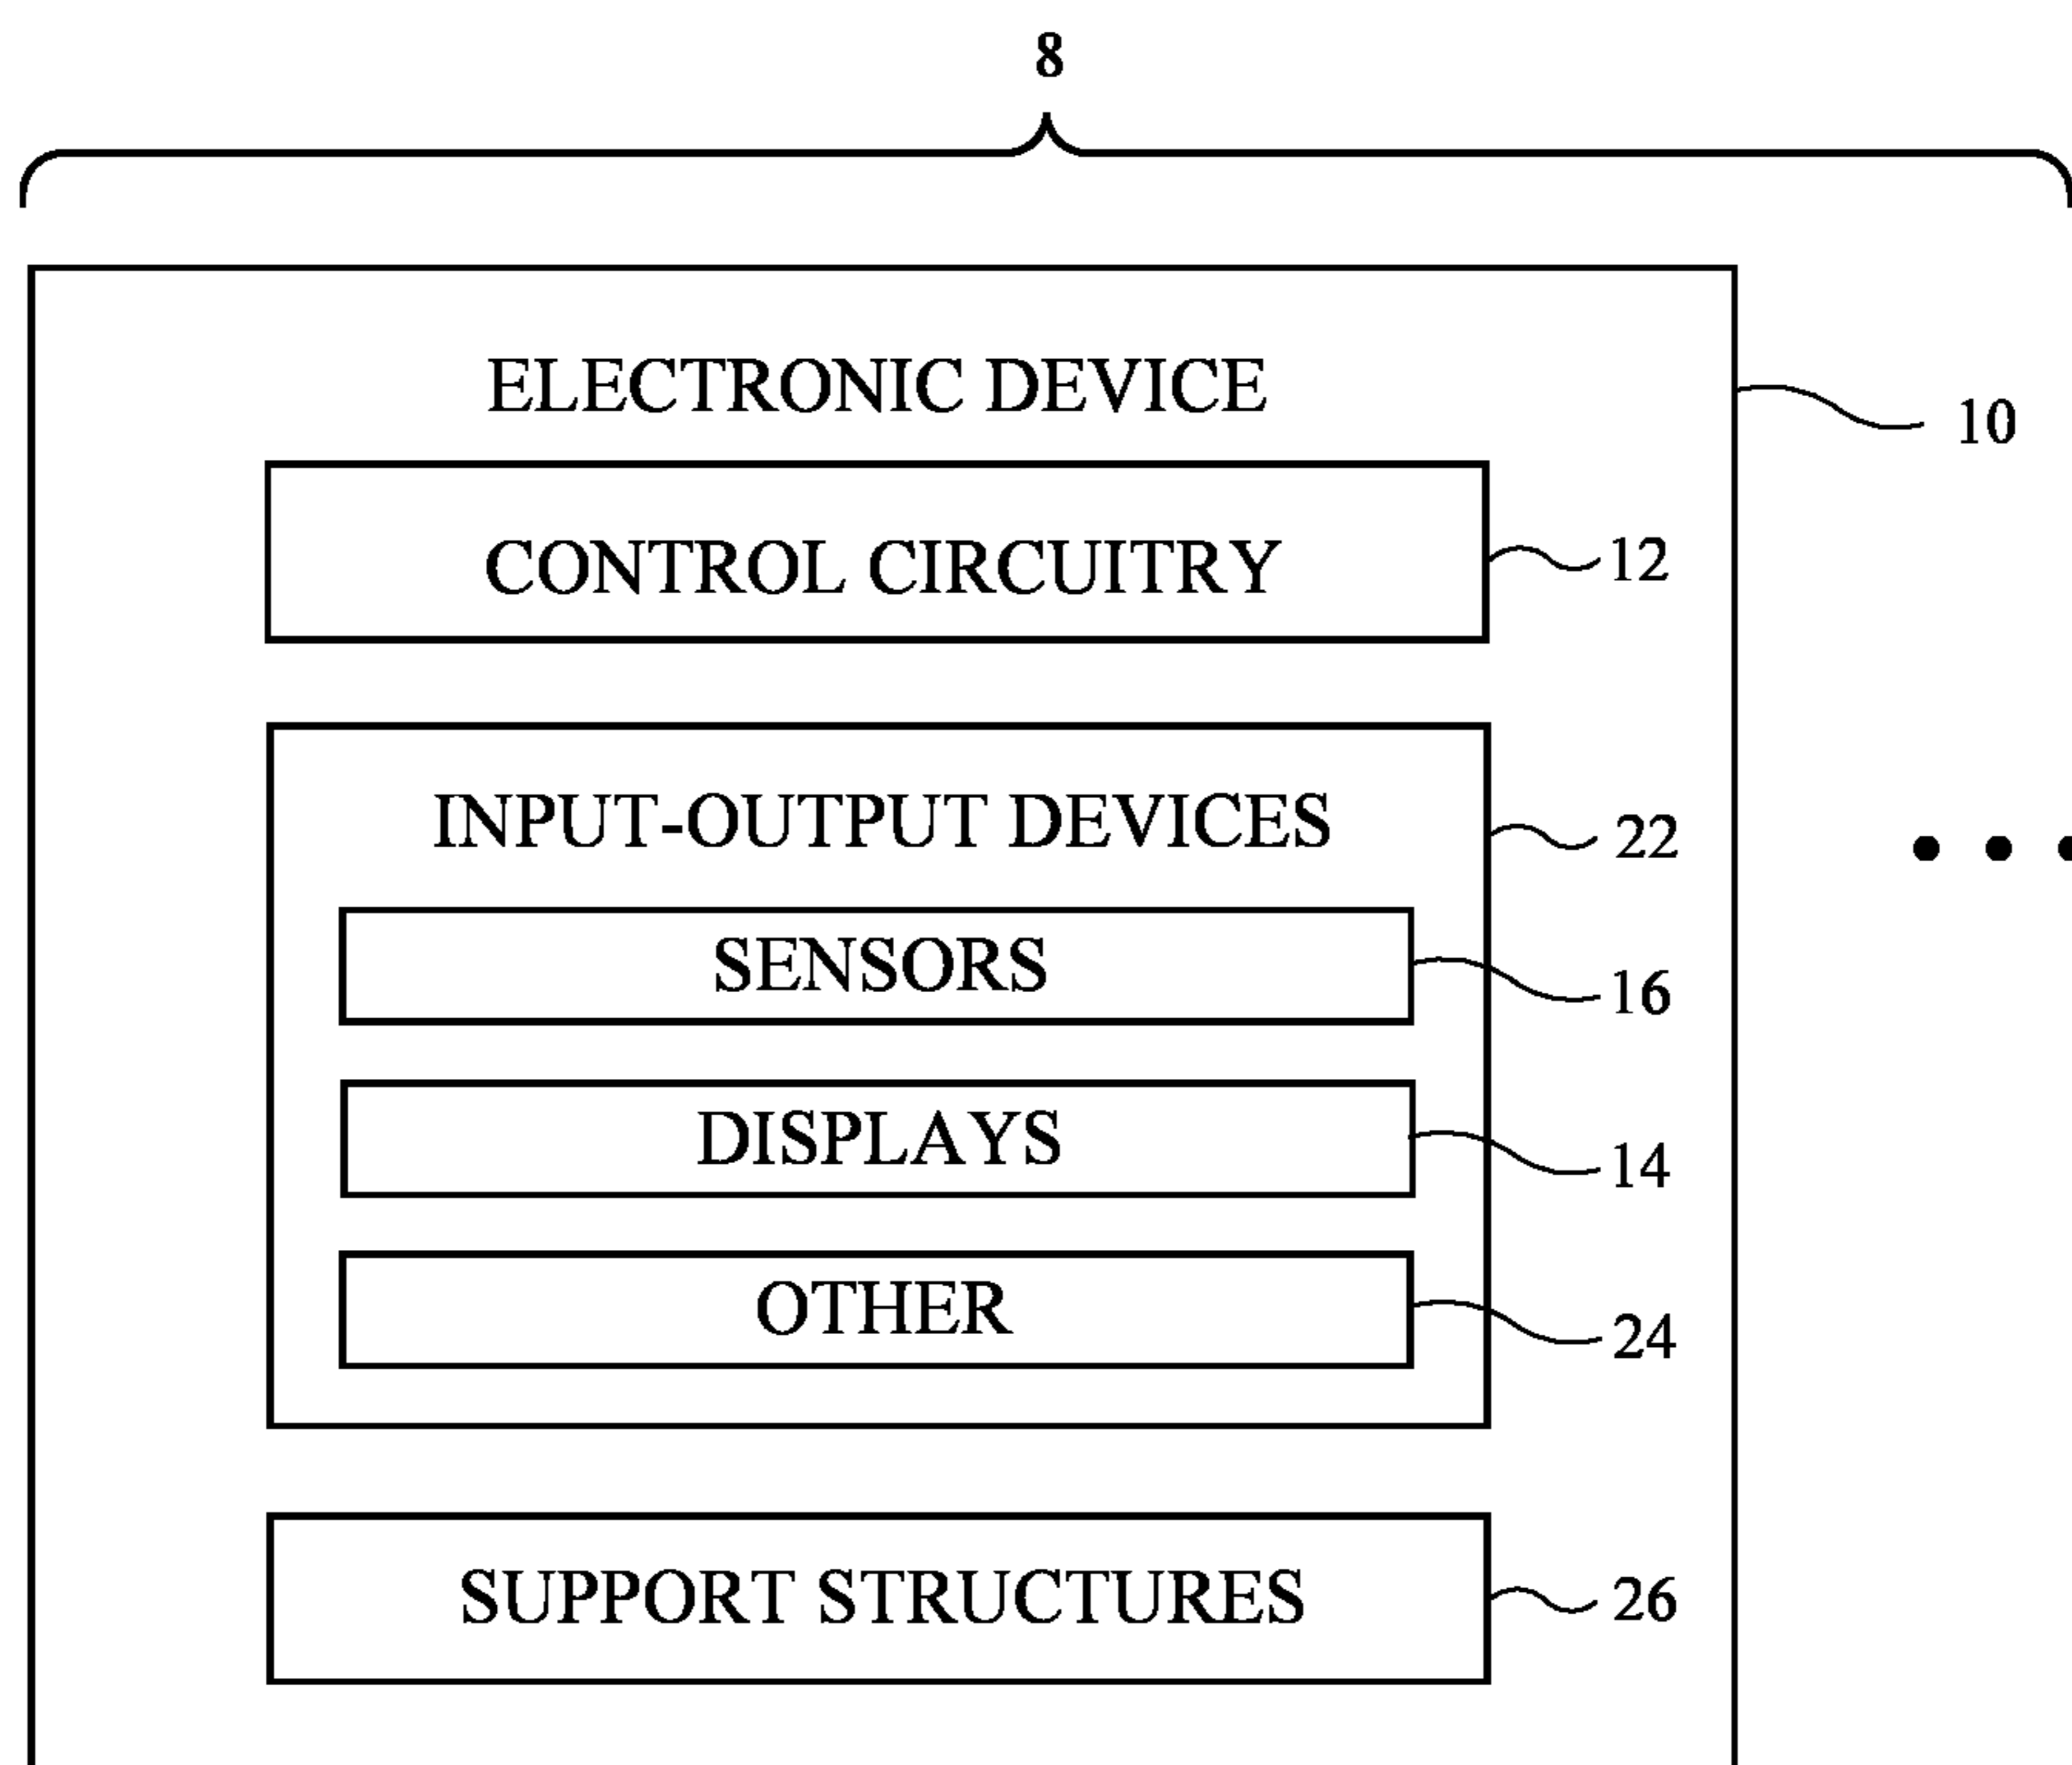 8
ELECTRONIC DEVICE
10
CONTROL CIRCUITRY
12
INPUT-OUTPUT DEVICES
22
SENSORS
16
DISPLAYS
14
OTHER
24
SUPPORT STRUCTURES
26